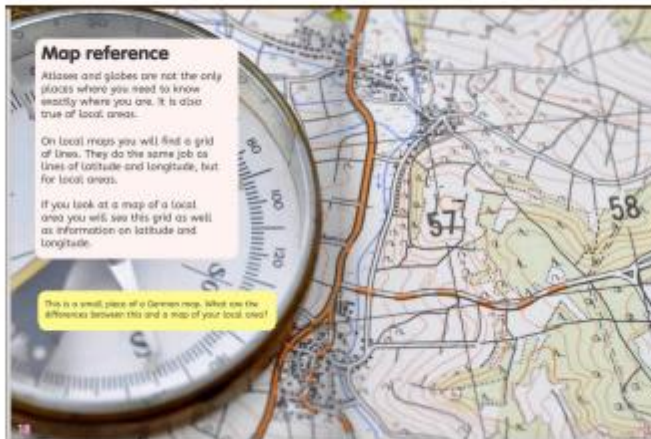 Map reference
Atlases and globes are not the only
places where you need to know
exactly where you are. It is also
true of local areas.
On local maps you will find a grid
of lines. They do the same job as
lines of latitude and longitude, but
for local areas.
If you look at a map of a local
area you will see this grid as well
as information on latitude and
longitude.
This is a small piece of a German map. What are the
differences between this and a map of your local area?
57
58
80
100
120
S
18